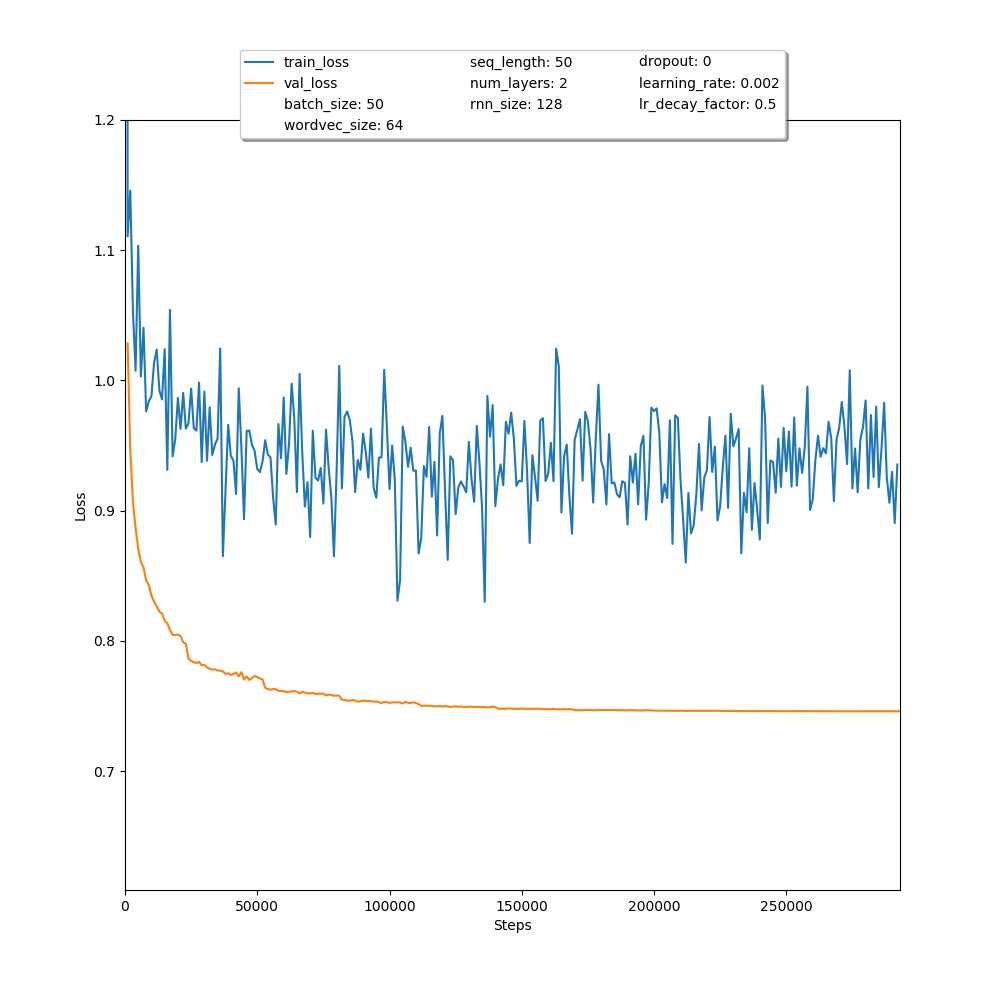 train_loss seq_length: 50 dropout: 0
val_loss num_layers: 2 learning_rate: 0.002
batch_size: 50 rnn_size: 128 lr_decay_factor: 0.5
wordvec_size: 64
1.2
1.1
1.0
0.9
0.8
0.7
Loss
0 50000 100000 150000 200000 250000
Steps